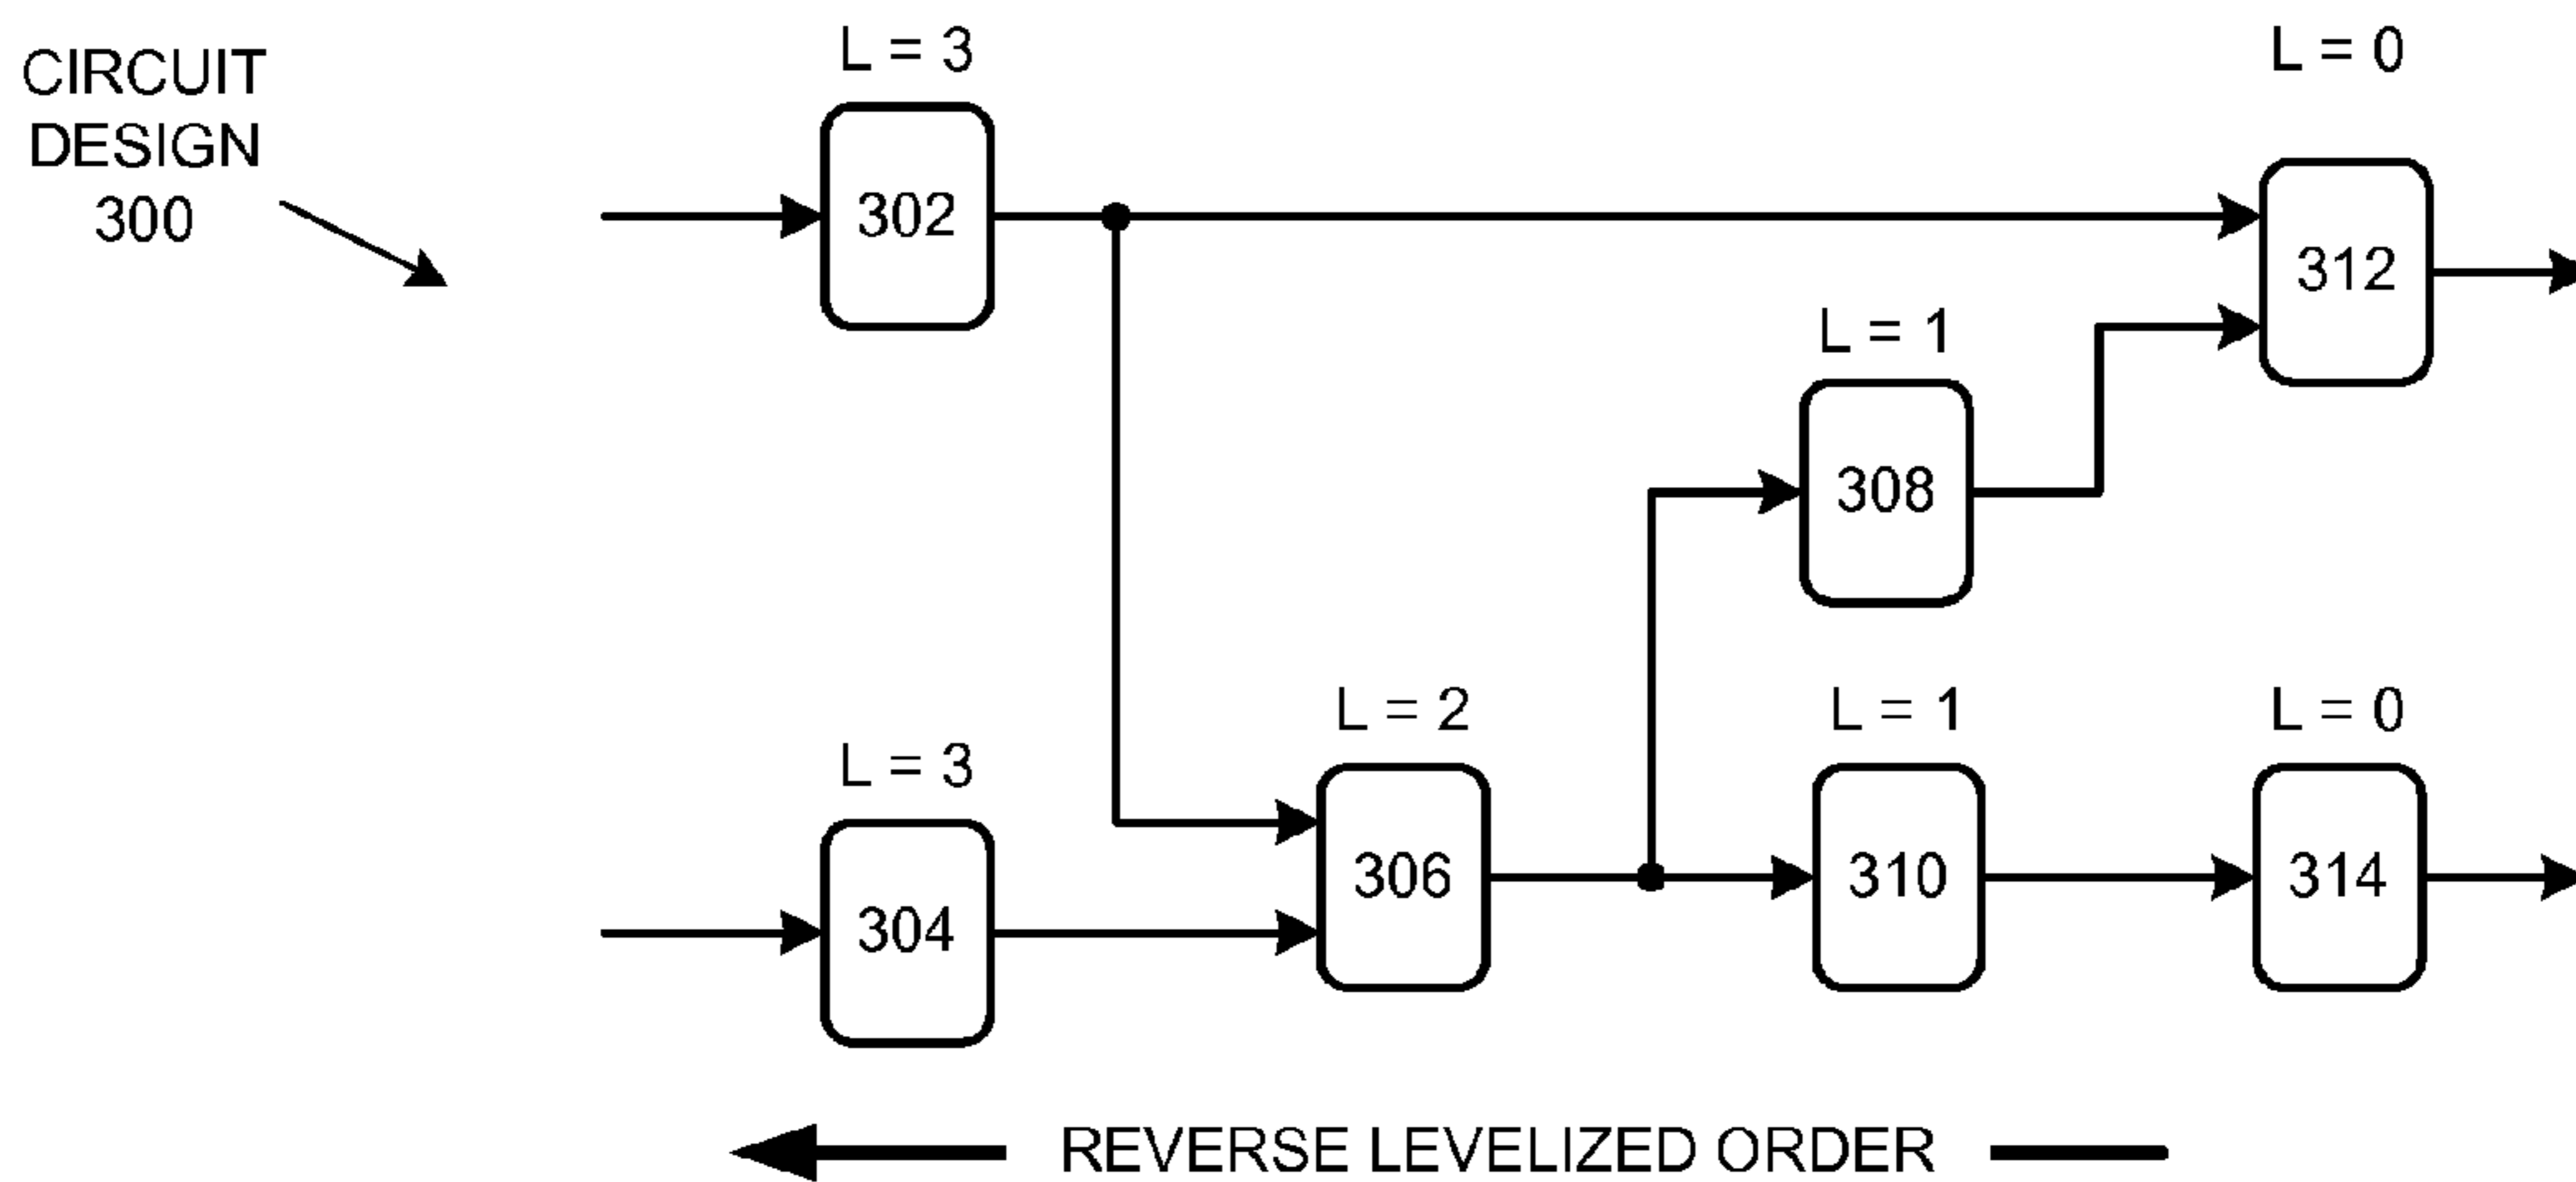 CIRCUIT
DESIGN
300
L = 3
L = 0
302
312
L = 1
308
L = 3
L = 2
L = 1
L = 0
304
306
310
314
REVERSE LEVELIZED ORDER